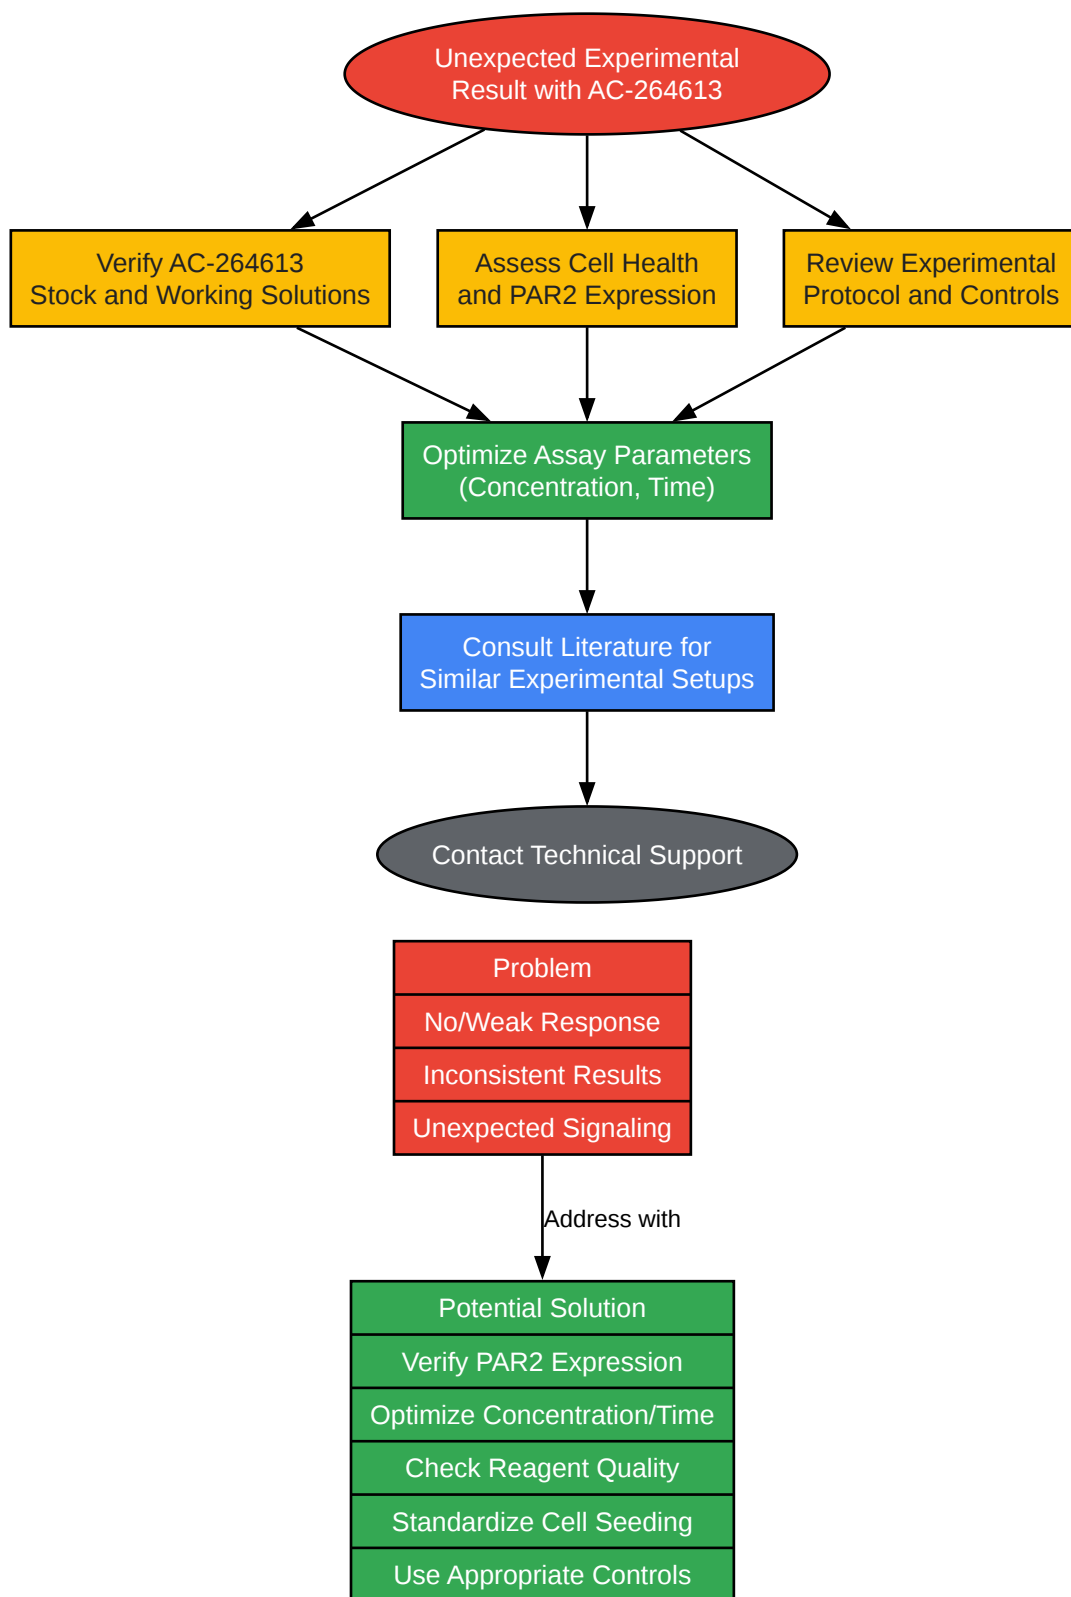 Unexpected Experimental
Result with AC-264613
Verify AC-264613
Stock and Working Solutions
Assess Cell Health
and PAR2 Expression
Review Experimental
Protocol and Controls
Optimize Assay Parameters
(Concentration, Time)
Consult Literature for
Similar Experimental Setups
Contact Technical Support
Problem
No/Weak Response
Inconsistent Results
Unexpected Signaling
Address with
Potential Solution
Verify PAR2 Expression
Optimize Concentration/Time
Check Reagent Quality
Standardize Cell Seeding
Use Appropriate Controls